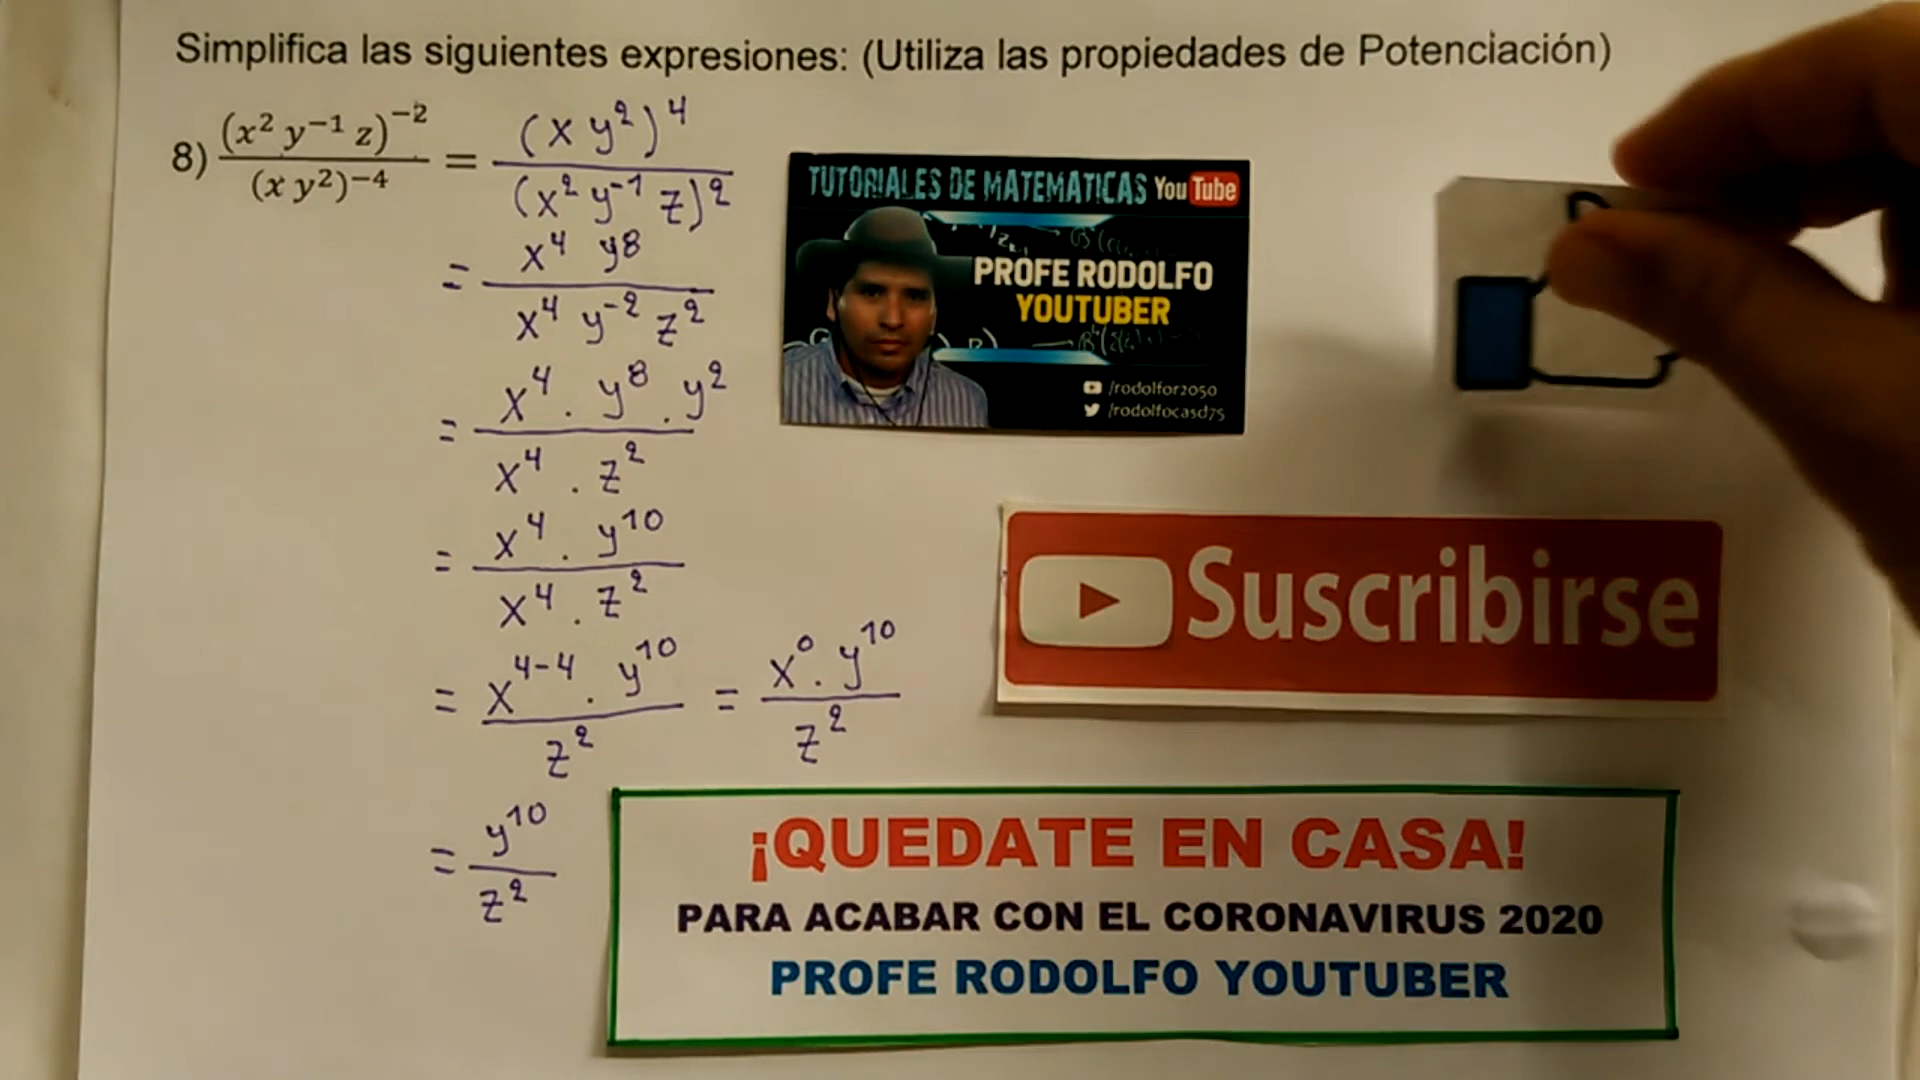 Simplifica las siguientes expresiones: (Utiliza las propiedades de Potenciación)
8) (x² y⁻¹ z)⁻² / (x y²)⁻⁴ = (x y²)⁴ / (x² y⁻¹ z)²
= x⁴ y⁸ / x⁴ y⁻² z²
= x⁴ . y⁸ . y² / x⁴ . z²
= x⁴ . y¹⁰ / x⁴ . z²
= x⁴⁻⁴ . y¹⁰ / z² = x⁰ . y¹⁰ / z²
= y¹⁰ / z²
TUTORIALES DE MATEMATICAS YouTube
PROFE RODOLFO
YOUTUBER
/rodolfor2050
/rodolfocasd75
Suscribirse
¡QUEDATE EN CASA!
PARA ACABAR CON EL CORONAVIRUS 2020
PROFE RODOLFO YOUTUBER